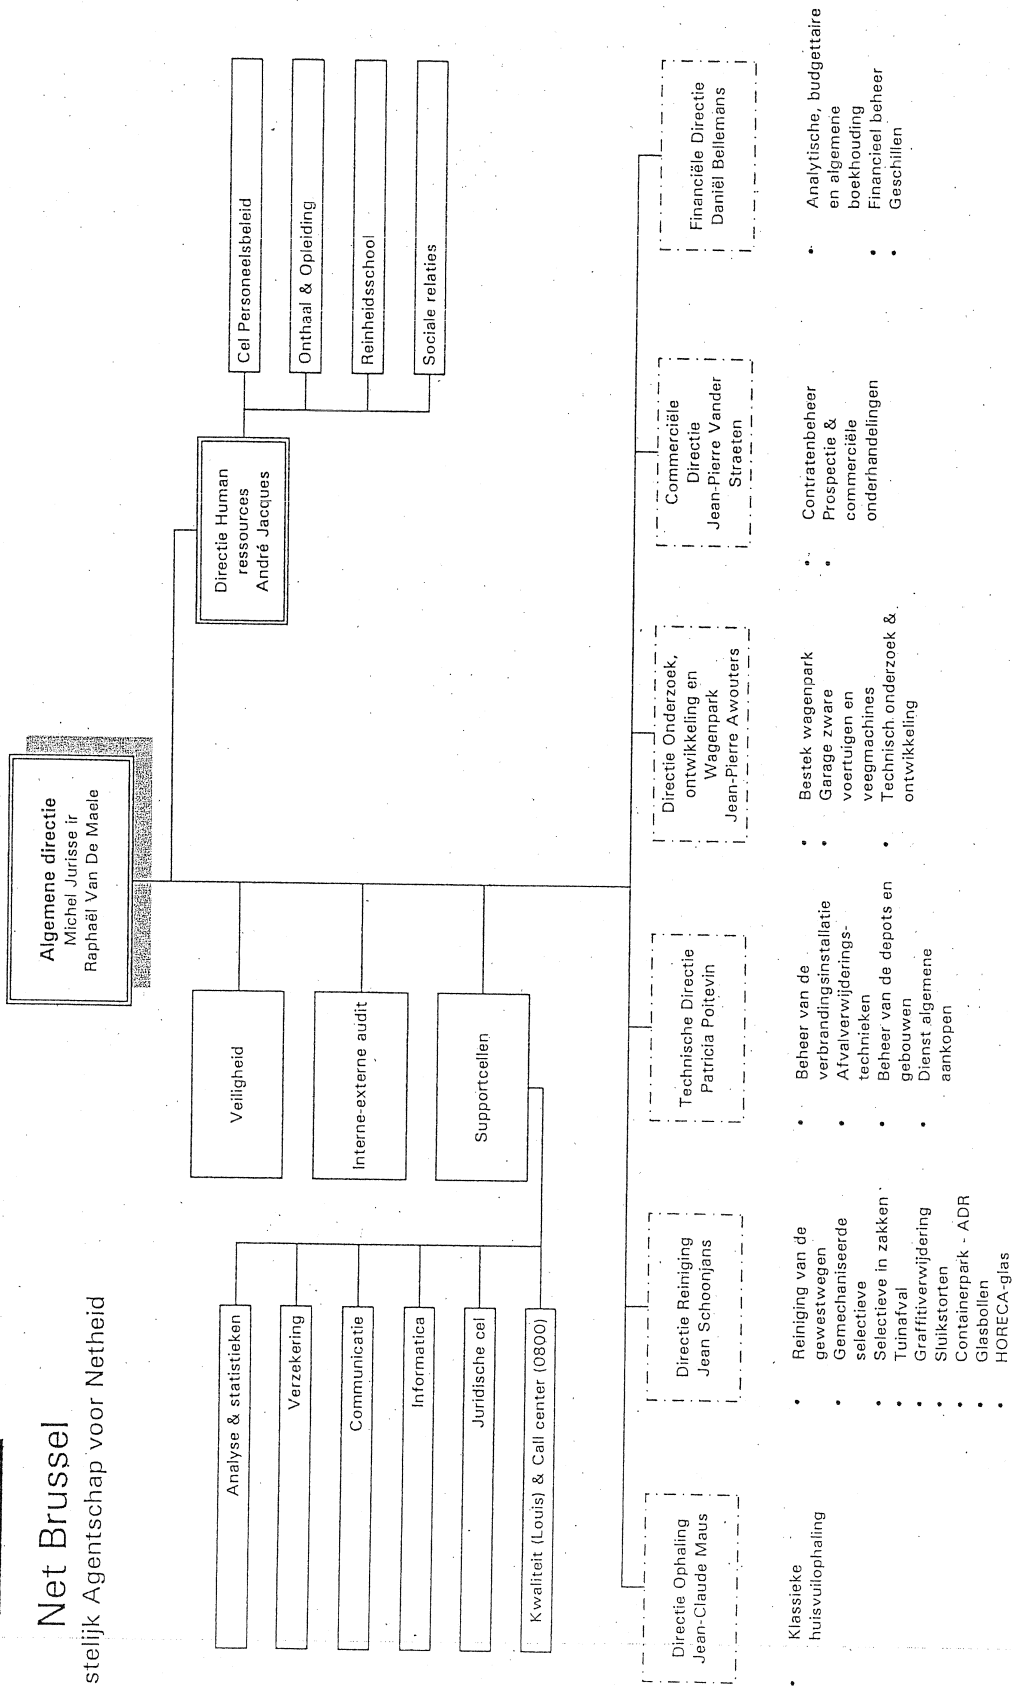 Net Brussel
stelijk Agentschap voor Netheid
Algemene directie
Michel Jurisse ir
Raphaël Van De Maele
Directie Human
ressources
André Jacques
Cel Personeelsbeleid
Onthaal & Opleiding
Reinheidsschool
Sociale relaties
Veiligheid
Interne-externe audit
Supportcellen
Analyse & statistieken
Verzekering
Communicatie
Informatica
Juridische cel
Kwaliteit (Louis) & Call center (0800)
Directie Ophaling
Jean-Claude Maus
• Klassieke
huisvuilophaling
Directie Reiniging
Jean Schoonjans
• Reiniging van de
gewestwegen
• Gemechaniseerde
selectieve
• Selectieve in zakken
• Tuinafval
• Graffitiverwijdering
• Sluikstorten
• Containerpark - ADR
• Glasbollen
• HORECA-glas
Technische Directie
Patricia Poitevin
• Beheer van de
verbrandingsinstallatie
• Afvalverwijderings-
technieken
• Beheer van de depots en
gebouwen
• Dienst algemene
aankopen
Directie Onderzoek,
ontwikkeling en
Wagenpark
Jean-Pierre Awouters
• Bestek wagenpark
• Garage zware
voertuigen en
veegmachines
• Technisch onderzoek &
ontwikkeling
Commerciële
Directie
Jean-Pierre Vander
Straeten
• Contratenbeheer
• Prospectie &
commerciële
onderhandelingen
Financiële Directie
Daniël Bellemans
• Analytische, budgettaire
en algemene
boekhouding
• Financieel beheer
• Geschillen